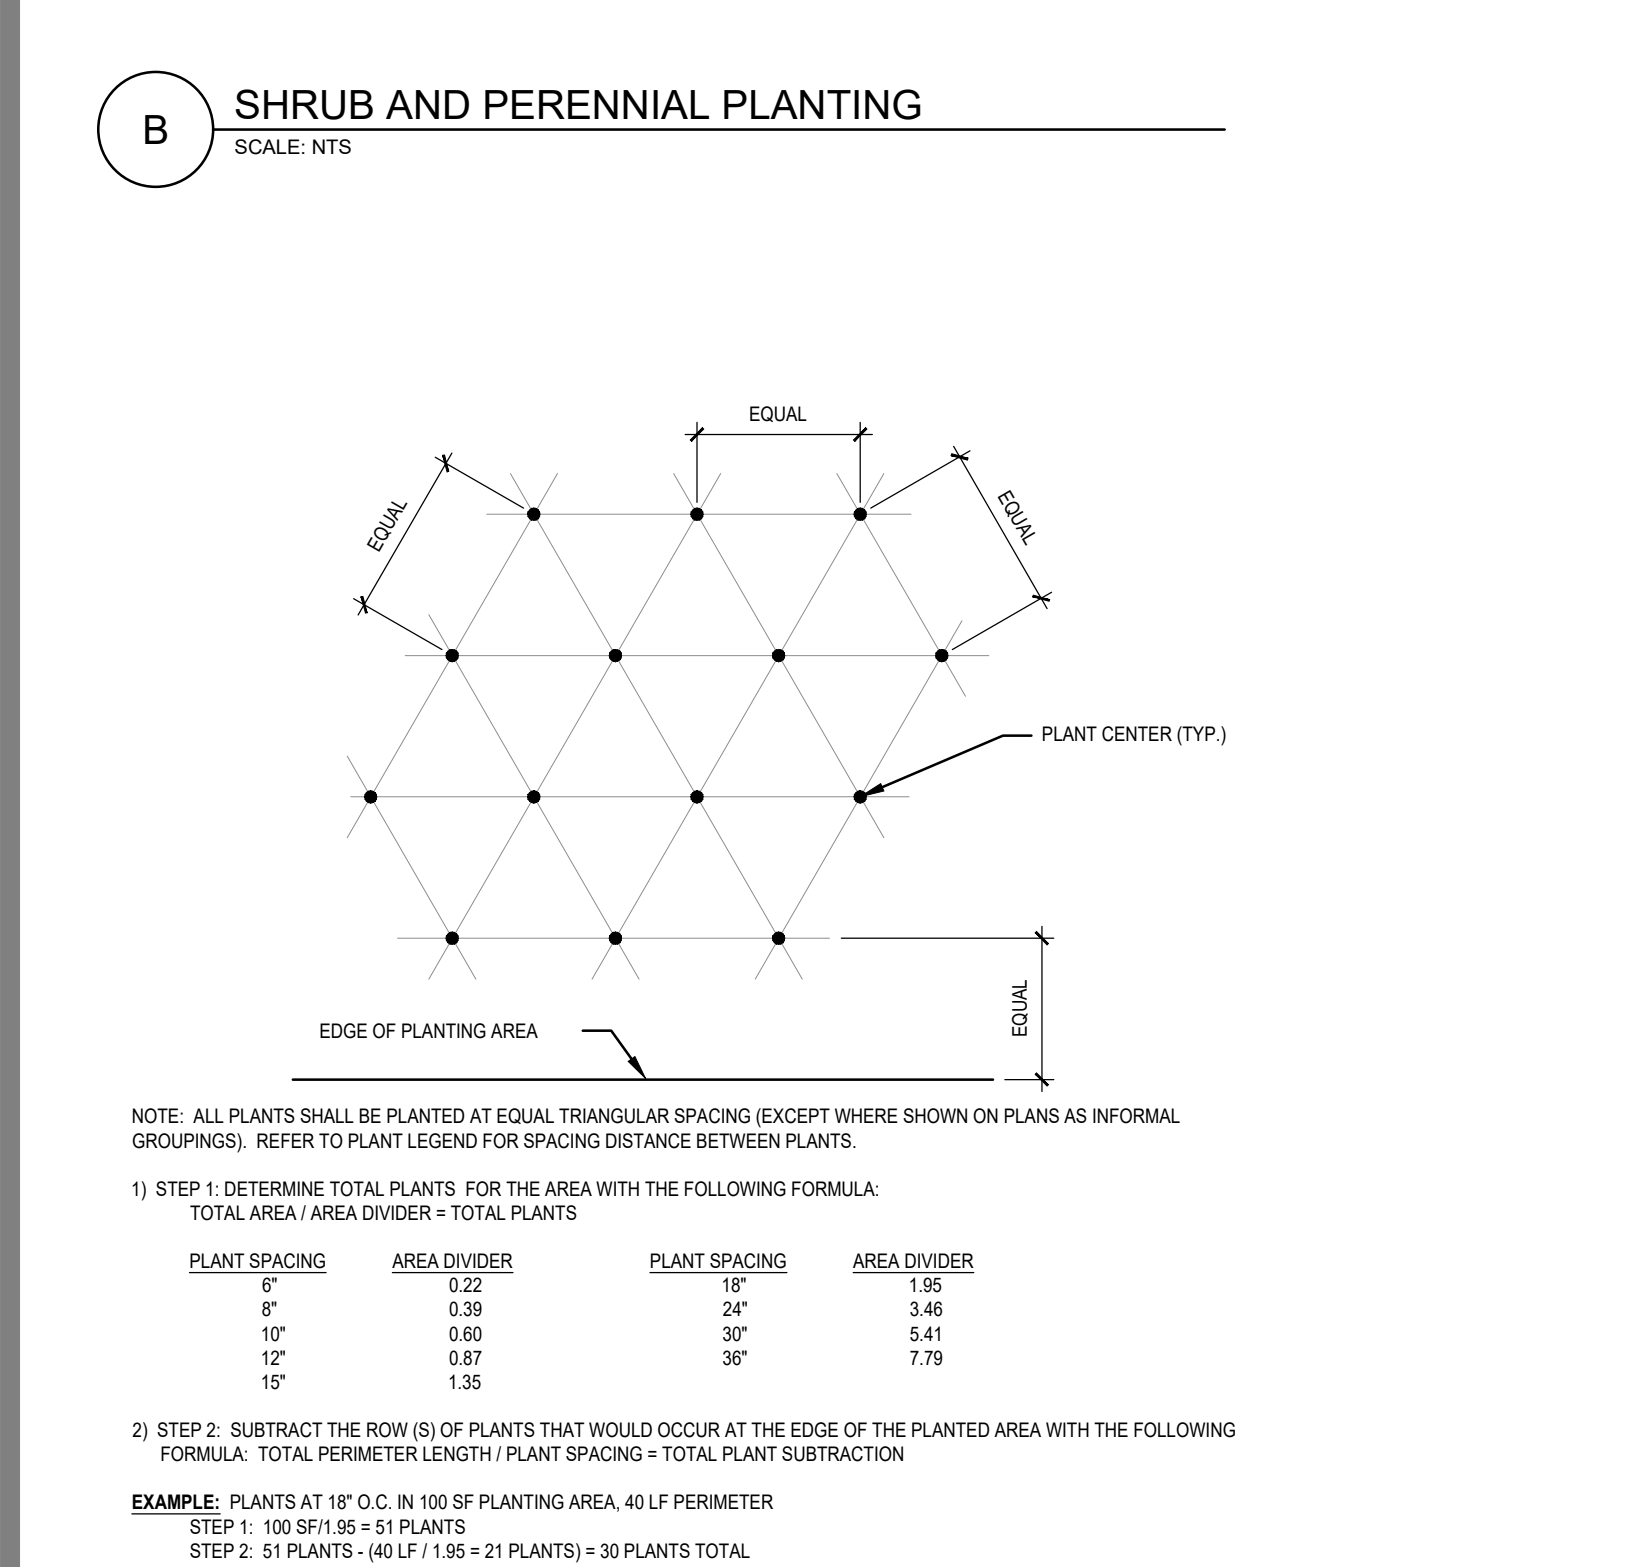 B
SHRUB AND PERENNIAL PLANTING
SCALE: NTS
EQUAL
EQUAL
EQUAL
PLANT CENTER (TYP.)
EQUAL
EDGE OF PLANTING AREA
NOTE: ALL PLANTS SHALL BE PLANTED AT EQUAL TRIANGULAR SPACING (EXCEPT WHERE SHOWN ON PLANS AS INFORMAL
GROUPINGS). REFER TO PLANT LEGEND FOR SPACING DISTANCE BETWEEN PLANTS.
1) STEP 1: DETERMINE TOTAL PLANTS FOR THE AREA WITH THE FOLLOWING FORMULA:
TOTAL AREA / AREA DIVIDER = TOTAL PLANTS
PLANT SPACING AREA DIVIDER PLANT SPACING AREA DIVIDER
6" 0.22 18" 1.95
8" 0.39 24" 3.46
10" 0.60 30" 5.41
12" 0.87 36" 7.79
15" 1.35
2) STEP 2: SUBTRACT THE ROW (S) OF PLANTS THAT WOULD OCCUR AT THE EDGE OF THE PLANTED AREA WITH THE FOLLOWING
FORMULA: TOTAL PERIMETER LENGTH / PLANT SPACING = TOTAL PLANT SUBTRACTION
EXAMPLE: PLANTS AT 18" O.C. IN 100 SF PLANTING AREA, 40 LF PERIMETER
STEP 1: 100 SF/1.95 = 51 PLANTS
STEP 2: 51 PLANTS - (40 LF / 1.95 = 21 PLANTS) = 30 PLANTS TOTAL